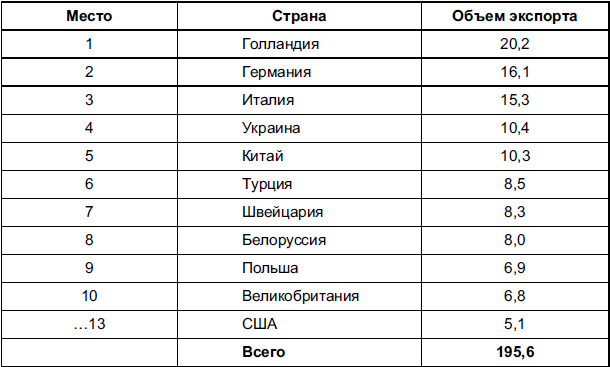 Место Страна Объем экспорта
1 Голландия 20,2
2 Германия 16,1
3 Италия 15,3
4 Украина 10,4
5 Китай 10,3
6 Турция 8,5
7 Швейцария 8,3
8 Белоруссия 8,0
9 Польша 6,9
10 Великобритания 6,8
...13 США 5,1
Всего 195,6